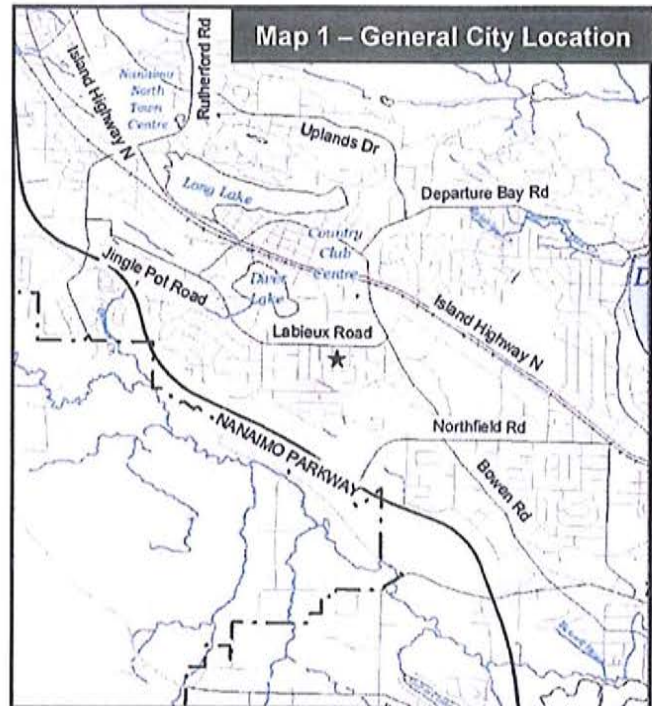 Map 1 – General City Location
Island Highway N
Nanaimo
North
Town
Centre
Rutherford Rd
Uplands Dr
Long Lake
Departure Bay Rd
Country
Club
Centre
Jingle Pot Road
Diver
Lake
Island Highway N
Labieux Road
Northfield Rd
NANAIMO PARKWAY
Bowen Rd